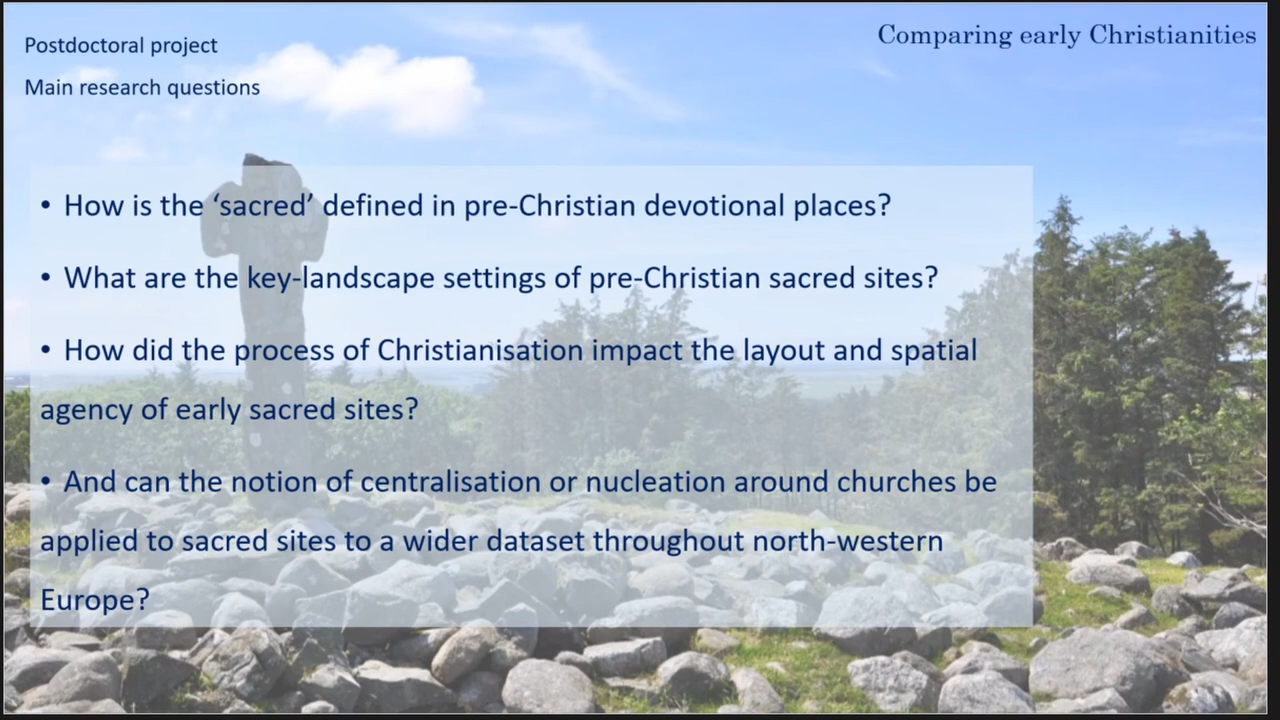 Postdoctoral project
Main research questions
Comparing early Christianities
• How is the ‘sacred’ defined in pre-Christian devotional places?
• What are the key-landscape settings of pre-Christian sacred sites?
• How did the process of Christianisation impact the layout and spatial
agency of early sacred sites?
• And can the notion of centralisation or nucleation around churches be
applied to sacred sites to a wider dataset throughout north-western
Europe?